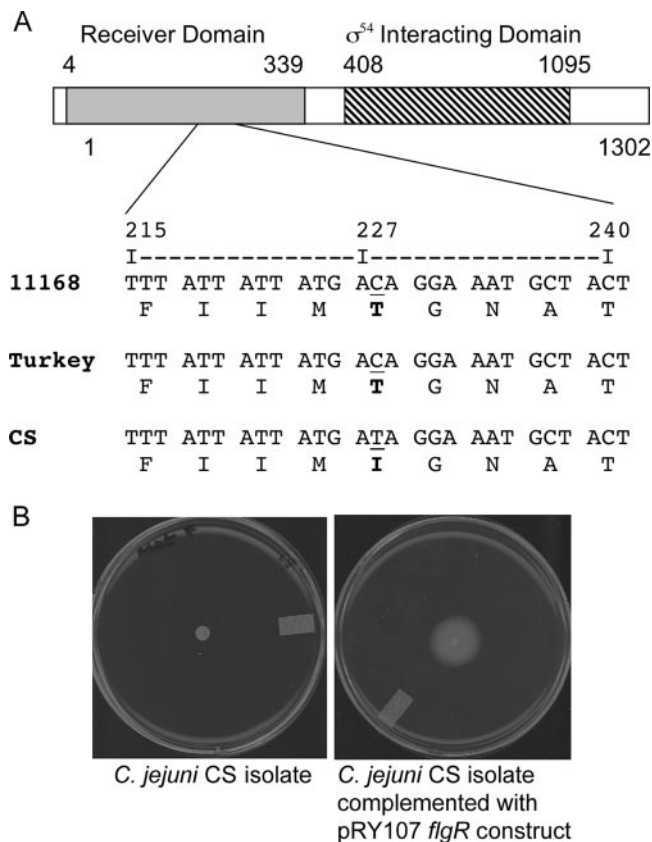 A
Receiver Domain σ⁵⁴ Interacting Domain
4 339 408 1095
1 1302
215 227 240
I---------------I----------------I
11168 TTT ATT ATT ATG ACA GGA AAT GCT ACT
F I I M T G N A T
Turkey TTT ATT ATT ATG ACA GGA AAT GCT ACT
F I I M T G N A T
CS TTT ATT ATT ATG ATA GGA AAT GCT ACT
F I I M I G N A T
B
C. jejuni CS isolate
C. jejuni CS isolate
complemented with
pRY107 flgR construct